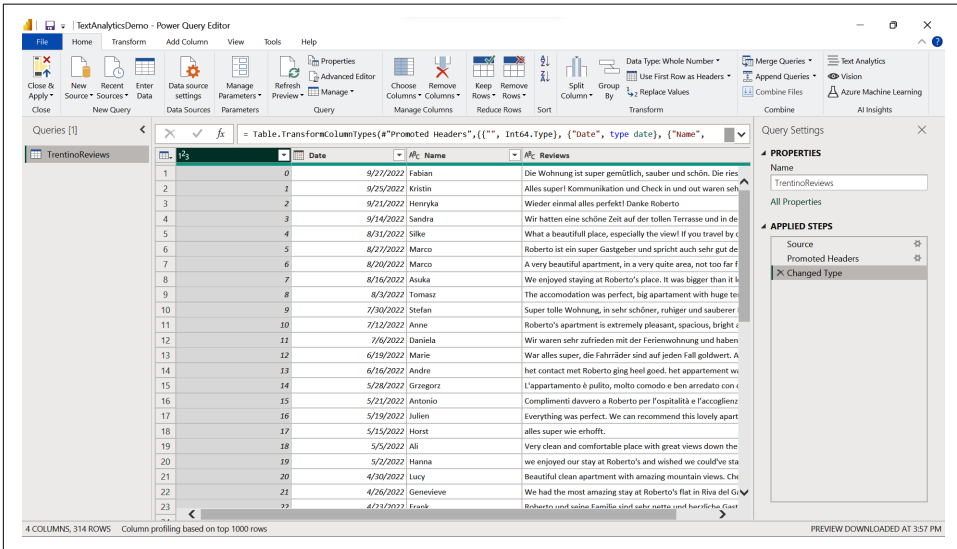 TextAnalyticsDemo - Power Query Editor
File Home Transform Add Column View Tools Help
Close & Apply
New Source
Recent Sources
Enter Data
Data source settings
Manage Parameters
Refresh Preview
Properties
Advanced Editor
Manage
Choose Columns
Remove Columns
Keep Rows
Remove Rows
Split Column
Group By
Data Type: Whole Number
Use First Row as Headers
Replace Values
Merge Queries
Append Queries
Combine Files
Text Analytics
Vision
Azure Machine Learning
Close New Query Data Sources Parameters Query Manage Columns Reduce Rows Sort Transform Combine AI Insights
Queries [1]
TrentinoReviews
fx = Table.TransformColumnTypes(#"Promoted Headers",{{"", Int64.Type}, {"Date", type date}, {"Name",
123 Date ABC Name ABC Reviews
1 0 9/27/2022 Fabian Die Wohnung ist super gemütlich, sauber und schön. Die ries
2 1 9/25/2022 Kristin Alles super! Kommunikation und Check in und out waren seh
3 2 9/21/2022 Henryka Wieder einmal alles perfekt! Danke Roberto
4 3 9/14/2022 Sandra Wir hatten eine schöne Zeit auf der tollen Terrasse und in de
5 4 8/31/2022 Silke What a beautifull place, especially the view! If you travel by c
6 5 8/27/2022 Marco Roberto ist ein super Gastgeber und spricht auch sehr gut de
7 6 8/20/2022 Marco A very beautiful apartment, in a very quite area, not too far f
8 7 8/16/2022 Asuka We enjoyed staying at Roberto's place. It was bigger than it l
9 8 8/3/2022 Tomasz The accomodation was perfect, big apartament with huge te
10 9 7/30/2022 Stefan Super tolle Wohnung, in sehr schöner, ruhiger und sauberer
11 10 7/12/2022 Anne Roberto's apartment is extremely pleasant, spacious, bright a
12 11 7/6/2022 Daniela Wir waren sehr zufrieden mit der Ferienwohnung und haben
13 12 6/19/2022 Marie War alles super, die Fahrräder sind auf jeden Fall goldwert. A
14 13 6/16/2022 Andre het contact met Roberto ging heel goed. het appartement wa
15 14 5/28/2022 Grzegorz L'appartamento è pulito, molto comodo e ben arredato con
16 15 5/21/2022 Antonio Complimenti davvero a Roberto per l'ospitalità e l'accoglienz
17 16 5/19/2022 Julien Everything was perfect. We can recommend this lovely apart
18 17 5/15/2022 Horst alles super wie erhofft.
19 18 5/5/2022 Ali Very clean and comfortable place with great views down the
20 19 5/2/2022 Hanna we enjoyed our stay at Roberto's and wished we could've sta
21 20 4/30/2022 Lucy Beautiful clean apartment with amazing mountain views. Che
22 21 4/26/2022 Genevieve We had the most amazing stay at Roberto's flat in Riva del Ga
23 22 4/23/2022 Frank Roberto und seine Familie sind sehr nette und herzliche Gast
Query Settings
PROPERTIES
Name
TrentinoReviews
All Properties
APPLIED STEPS
Source
Promoted Headers
Changed Type
4 COLUMNS, 314 ROWS Column profiling based on top 1000 rows PREVIEW DOWNLOADED AT 3:57 PM